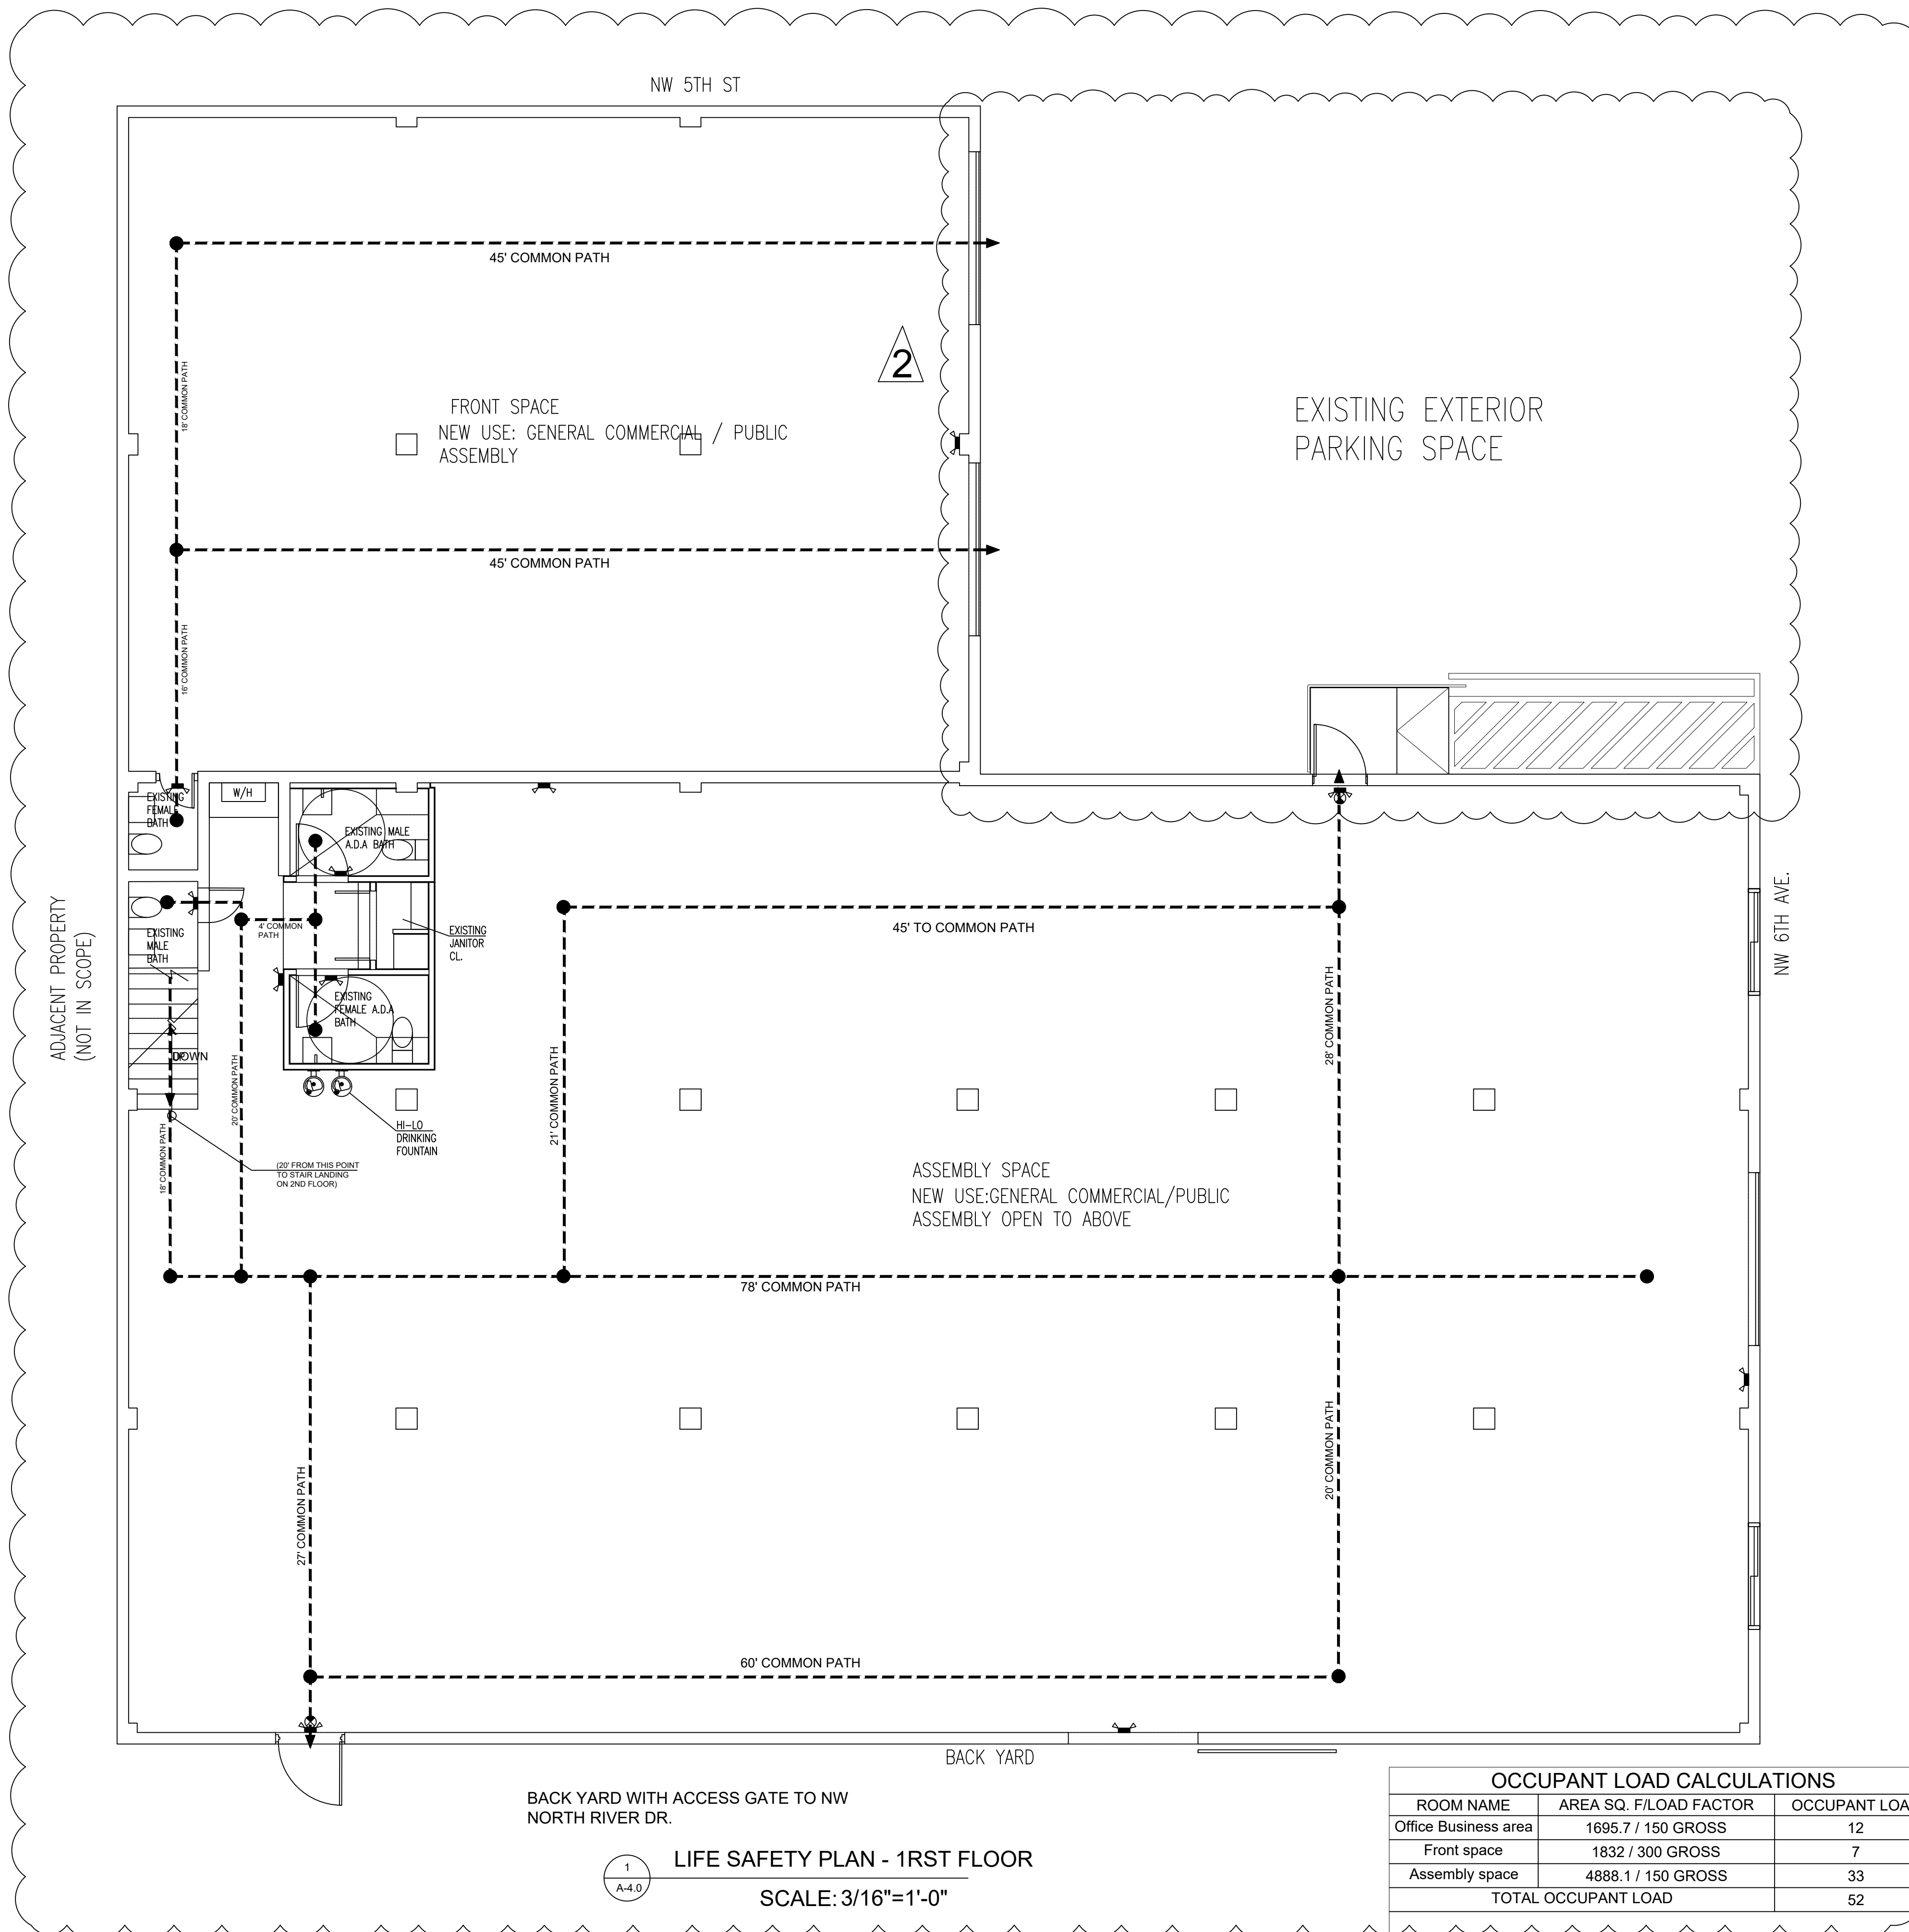 NW 5TH ST
45' COMMON PATH
18' COMMON PATH
2
FRONT SPACE
NEW USE: GENERAL COMMERCIAL / PUBLIC
ASSEMBLY
EXISTING EXTERIOR
PARKING SPACE
45' COMMON PATH
16' COMMON PATH
EXISTING
FEMALE
BATH
W/H
EXISTING MALE
A.D.A BATH
ADJACENT PROPERTY
(NOT IN SCOPE)
EXISTING
MALE
BATH
4' COMMON
PATH
EXISTING
JANITOR
CL.
45' TO COMMON PATH
NW 6TH AVE.
EXISTING
FEMALE A.D.A
BATH
28' COMMON PATH
UP
DOWN
20' COMMON PATH
21' COMMON PATH
HI-LO
DRINKING
FOUNTAIN
18' COMMON PATH
(20' FROM THIS POINT
TO STAIR LANDING
ON 2ND FLOOR)
ASSEMBLY SPACE
NEW USE:GENERAL COMMERCIAL/PUBLIC
ASSEMBLY OPEN TO ABOVE
78' COMMON PATH
27' COMMON PATH
20' COMMON PATH
60' COMMON PATH
BACK YARD
BACK YARD WITH ACCESS GATE TO NW
NORTH RIVER DR.
1
A-4.0
LIFE SAFETY PLAN - 1RST FLOOR
SCALE: 3/16"=1'-0"
OCCUPANT LOAD CALCULATIONS
ROOM NAME AREA SQ. F/LOAD FACTOR OCCUPANT LOA
Office Business area 1695.7 / 150 GROSS 12
Front space 1832 / 300 GROSS 7
Assembly space 4888.1 / 150 GROSS 33
TOTAL OCCUPANT LOAD 52